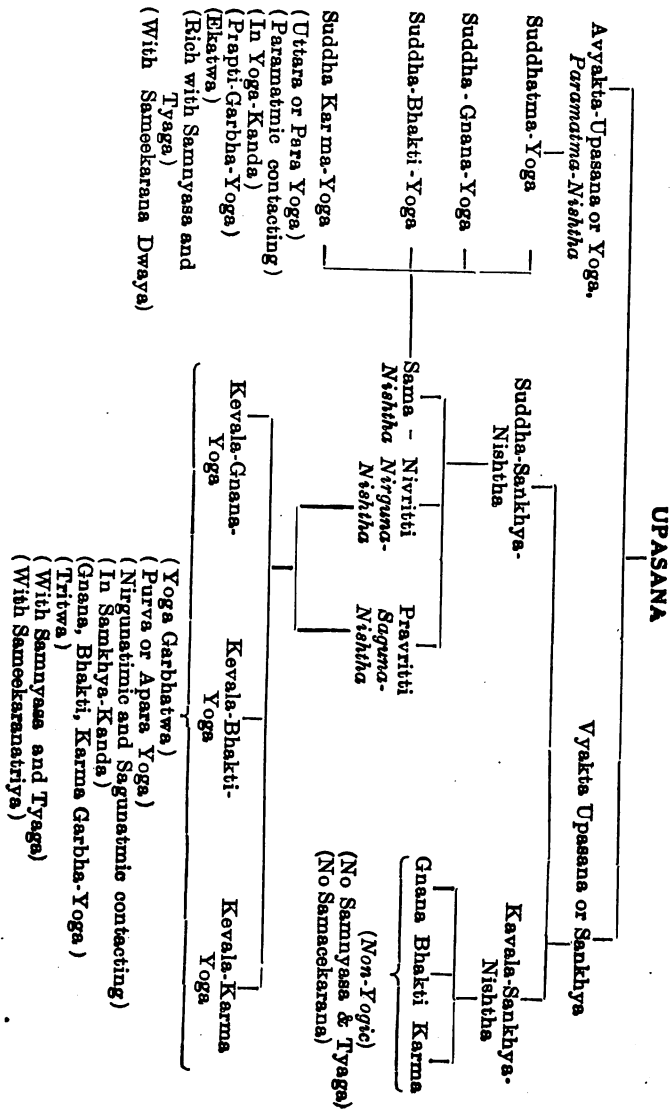 UPASANA
Avyakta-Upasana or Yoga,
Paramatma-Nishtha
Vyakta Upasana or Sankhya
Suddhatma-Yoga
Suddha-Gnana-Yoga
Suddha-Bhakti-Yoga
Suddha Karma-Yoga
(Uttara or Para Yoga)
(Paramatmic contacting)
(In Yoga-Kanda)
(Prapti-Garbha-Yoga)
(Ekatwa)
(Rich with Samnyasa and
Tyaga)
(With Sameekarana Dwaya)
Suddha-Sankhya-
Nishtha
Kavala-Sankhya-
Nishtha
Sama-
Nishtha
Nivritti
Nirguna-
Nishtha
Pravritti
Saguna-
Nishtha
Gnana Bhakti Karma
(Non-Yogic)
(No Samnyasa & Tyaga)
(No Samacekarana)
Kevala-Gnana-
Yoga
Kevala-Bhakti-
Yoga
Kevala-Karma
Yoga
(Yoga Garbhatwa)
(Purva or Apara Yoga)
(Nirgunatimic and Sagunatmic contacting)
(In Samkhya-Kanda)
(Gnana, Bhakti, Karma Garbha-Yoga)
(Tritwa)
(With Samnyasa and Tyaga)
(With Sameekaranatriya)